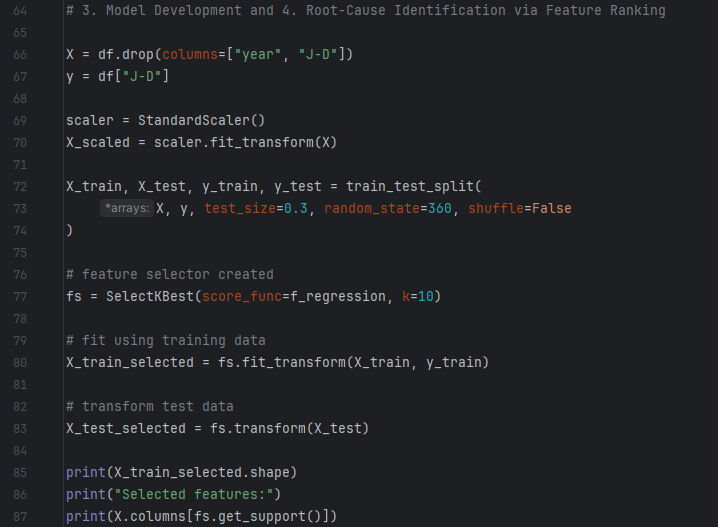 64 # 3. Model Development and 4. Root-Cause Identification via Feature Ranking
65
66 X = df.drop(columns=["year", "J-D"])
67 y = df["J-D"]
68
69 scaler = StandardScaler()
70 X_scaled = scaler.fit_transform(X)
71
72 X_train, X_test, y_train, y_test = train_test_split(
73 *arrays: X, y, test_size=0.3, random_state=360, shuffle=False
74 )
75
76 # feature selector created
77 fs = SelectKBest(score_func=f_regression, k=10)
78
79 # fit using training data
80 X_train_selected = fs.fit_transform(X_train, y_train)
81
82 # transform test data
83 X_test_selected = fs.transform(X_test)
84
85 print(X_train_selected.shape)
86 print("Selected features:")
87 print(X.columns[fs.get_support()])